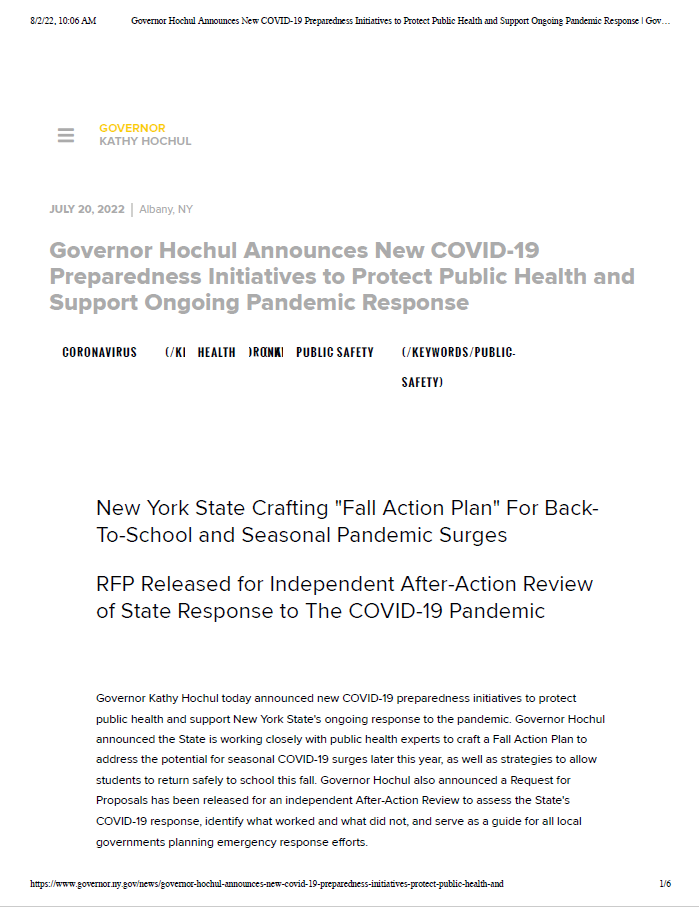 8/2/22, 10:06 AM Governor Hochul Announces New COVID-19 Preparedness Initiatives to Protect Public Health and Support Ongoing Pandemic Response | Gov…
GOVERNOR
KATHY HOCHUL
JULY 20, 2022 | Albany, NY
Governor Hochul Announces New COVID-19
Preparedness Initiatives to Protect Public Health and
Support Ongoing Pandemic Response
CORONAVIRUS (/KE HEALTH PUBLIC SAFETY (/KEYWORDS/PUBLIC-
SAFETY)
New York State Crafting "Fall Action Plan" For Back-
To-School and Seasonal Pandemic Surges
RFP Released for Independent After-Action Review
of State Response to The COVID-19 Pandemic
Governor Kathy Hochul today announced new COVID-19 preparedness initiatives to protect
public health and support New York State's ongoing response to the pandemic. Governor Hochul
announced the State is working closely with public health experts to craft a Fall Action Plan to
address the potential for seasonal COVID-19 surges later this year, as well as strategies to allow
students to return safely to school this fall. Governor Hochul also announced a Request for
Proposals has been released for an independent After-Action Review to assess the State's
COVID-19 response, identify what worked and what did not, and serve as a guide for all local
governments planning emergency response efforts.
https://www.governor.ny.gov/news/governor-hochul-announces-new-covid-19-preparedness-initiatives-protect-public-health-and 1/6